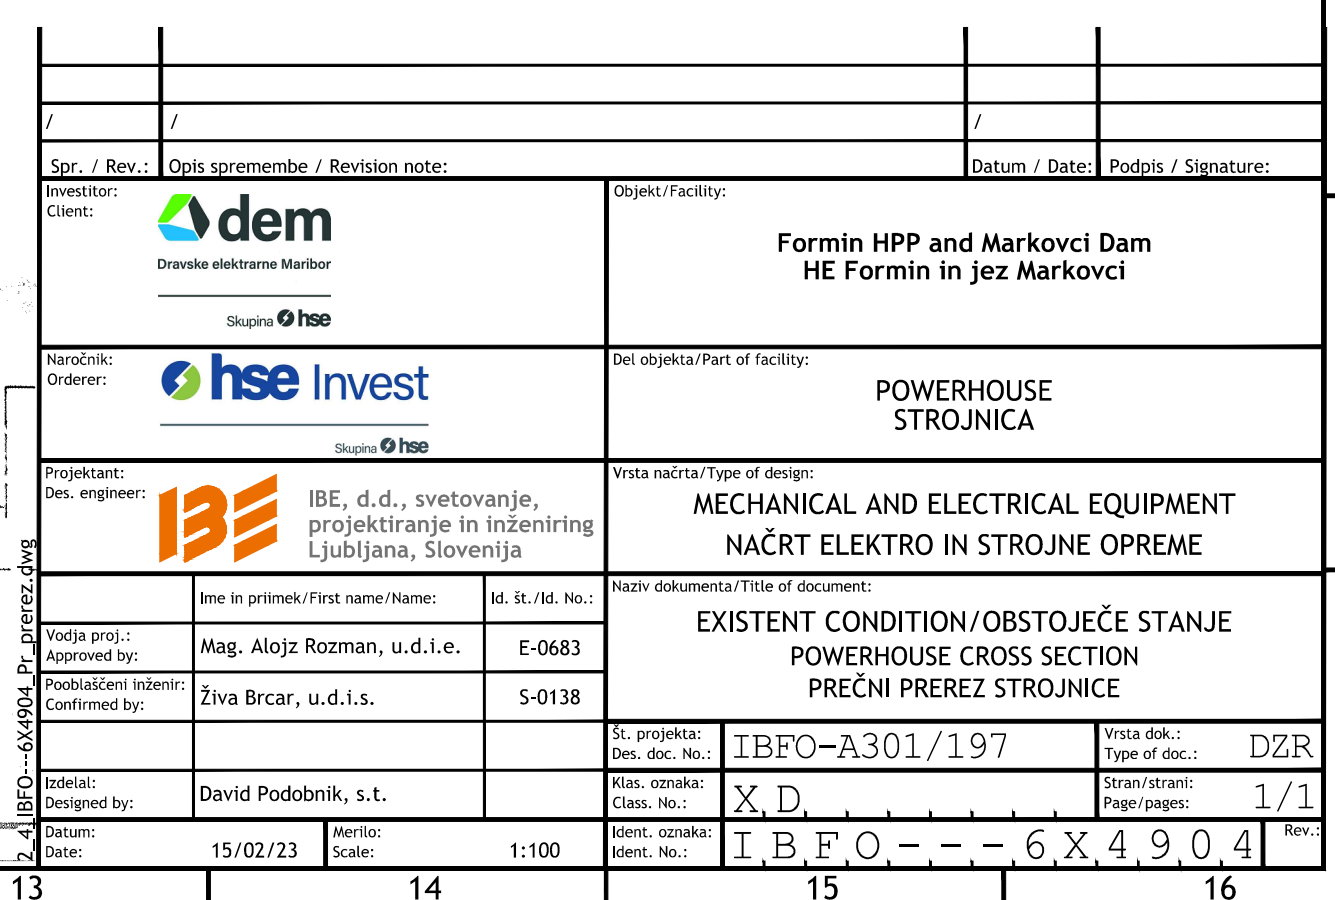 / / /
Spr. / Rev.: Opis spremembe / Revision note: Datum / Date: Podpis / Signature:
Investitor:
Client:
dem
Dravske elektrarne Maribor
Skupina hse
Objekt/Facility:
Formin HPP and Markovci Dam
HE Formin in jez Markovci
Naročnik:
Orderer:
hse Invest
Skupina hse
Del objekta/Part of facility:
POWERHOUSE
STROJNICA
Projektant:
Des. engineer:
IBE
IBE, d.d., svetovanje,
projektiranje in inženiring
Ljubljana, Slovenija
Vrsta načrta/Type of design:
MECHANICAL AND ELECTRICAL EQUIPMENT
NAČRT ELEKTRO IN STROJNE OPREME
Ime in priimek/First name/Name: Id. št./Id. No.:
Vodja proj.:
Approved by:
Mag. Alojz Rozman, u.d.i.e. E-0683
Pooblaščeni inženir:
Confirmed by:
Živa Brcar, u.d.i.s. S-0138
Izdelal:
Designed by:
David Podobnik, s.t.
Datum:
Date:
15/02/23
Merilo:
Scale:
1:100
Naziv dokumenta/Title of document:
EXISTENT CONDITION/OBSTOJEČE STANJE
POWERHOUSE CROSS SECTION
PREČNI PREREZ STROJNICE
Št. projekta:
Des. doc. No.:
IBFO-A301/197
Vrsta dok.:
Type of doc.:
DZR
Klas. oznaka:
Class. No.:
XD
Stran/strani:
Page/pages:
1/1
Ident. oznaka:
Ident. No.:
IBFO---6X4904
Rev.:
2_4_IBFO---6X4904_Pr_prerez.dwg
13 14 15 16